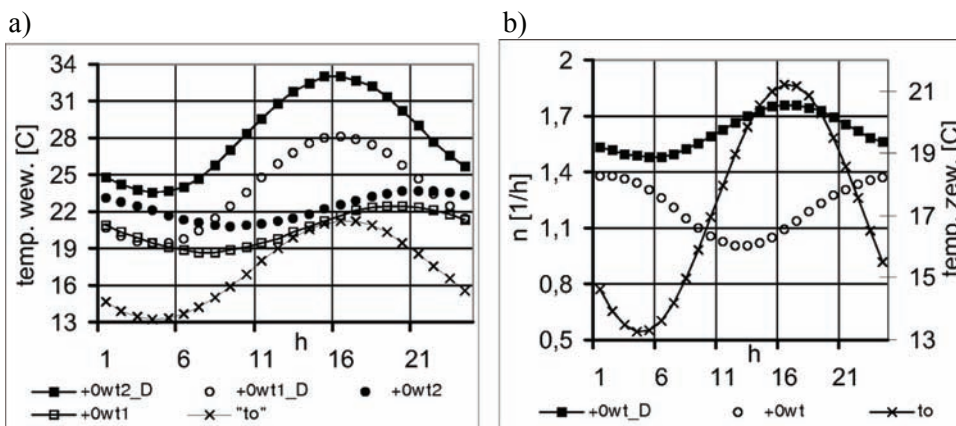 a)
b)
temp. wew. [C]
34
31
28
25
22
19
16
13
1
6
11
16
21
h
+0wt2_D
+0wt1_D
+0wt2
+0wt1
"to"
n [1/h]
2
1,7
1,4
1,1
0,8
0,5
1
6
11
16
21
h
21
19
17
15
13
temp. zew. [C]
+0wt_D
+0wt
to